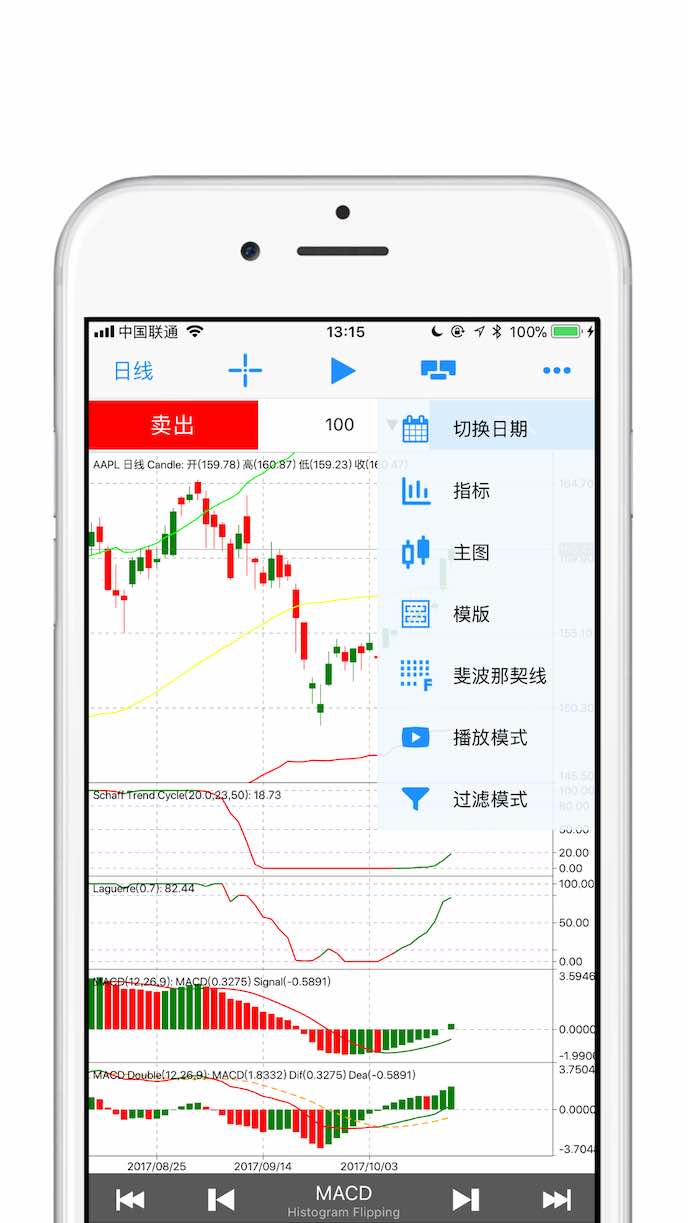 中国联通 13:15 100%
日线
卖出 100
切换日期
指标
主图
模版
斐波那契线
播放模式
过滤模式
AAPL 日线 Candle: 开(159.78) 高(160.87) 低(159.23) 收(160.47)
164.70
155.10
145.50
Schaff Trend Cycle(20.0,23,50): 18.73
100.00
80.00
50.00
20.00
0.00
Laguerre(0.7): 82.44
100.00
50.00
0.00
MACD(12,26,9): MACD(0.3275) Signal(-0.5891)
3.5946
0.0000
-1.9900
MACD Double(12,26,9): MACD(1.8332) Dif(0.3275) Dea(-0.5891)
3.7504
0.0000
-3.704
2017/08/25 2017/09/14 2017/10/03
MACD
Histogram Flipping